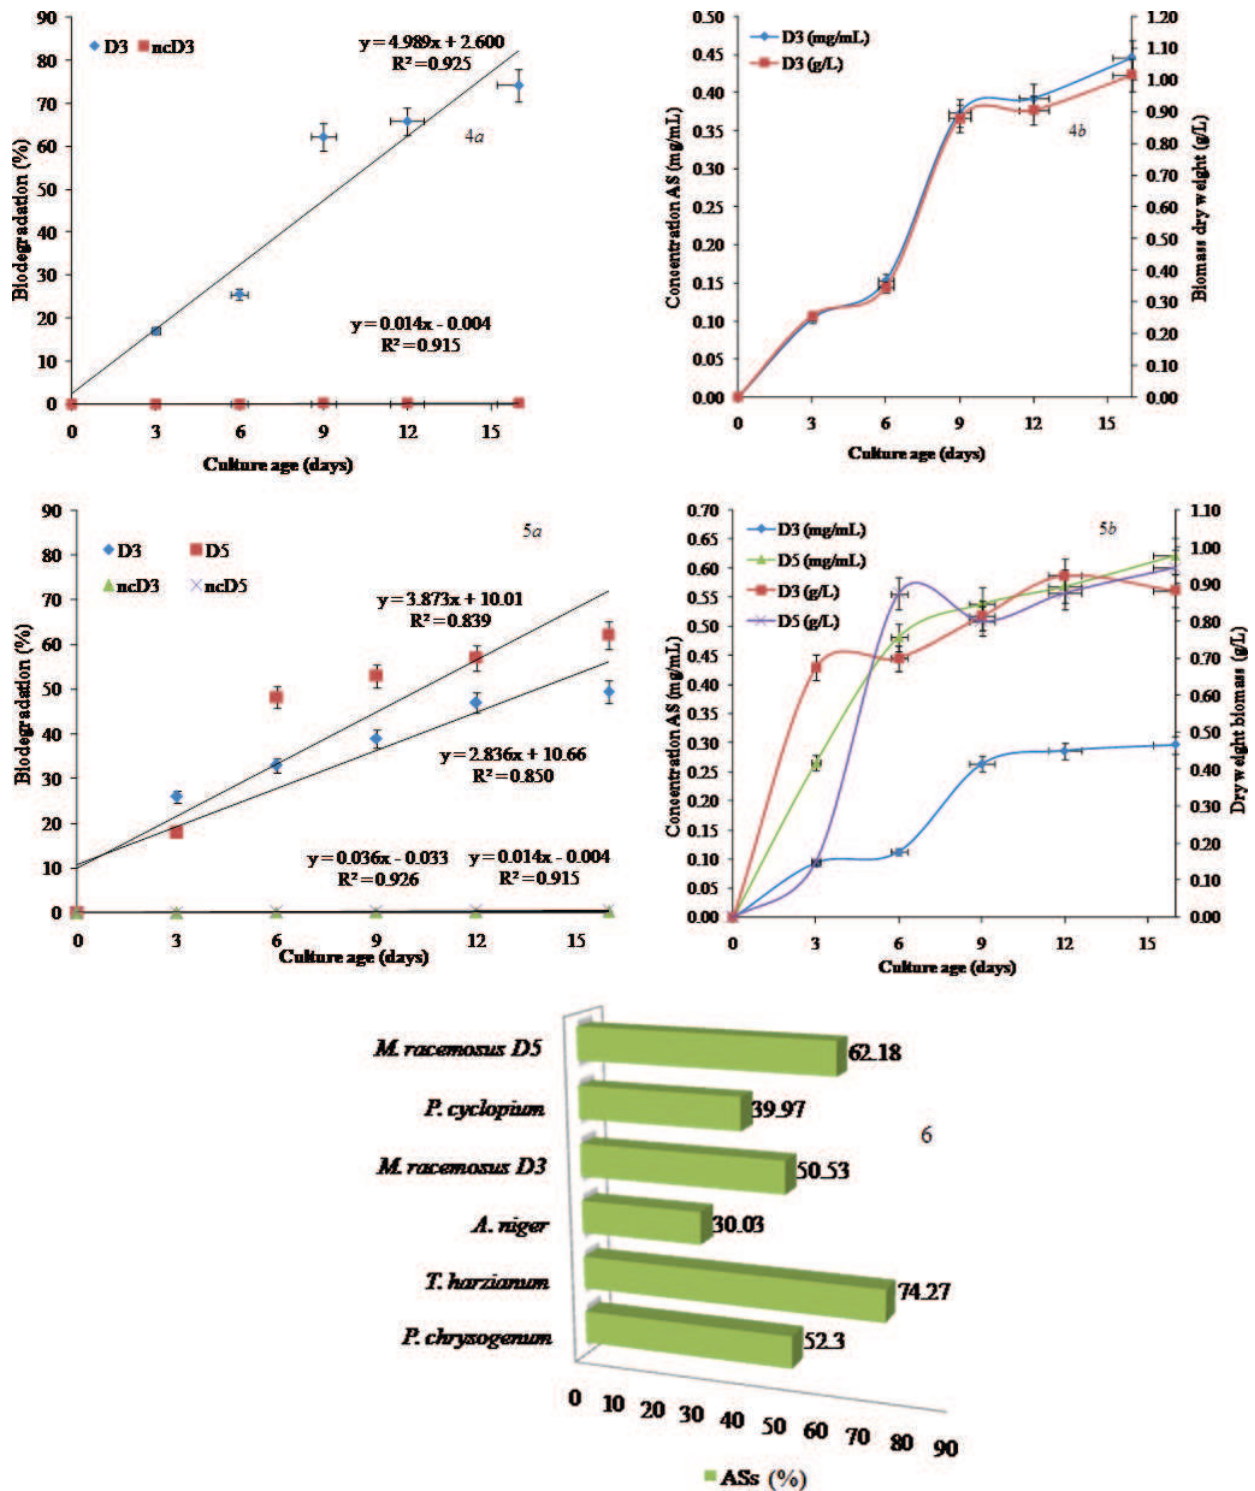 90
80
70
60
50
40
30
20
10
0
Biodegradation (%)
D3 ncD3
y = 4.989x + 2.600
R² = 0.925
4a
y = 0.014x - 0.004
R² = 0.915
0 3 6 9 12 15
Culture age (days)
0.50
0.45
0.40
0.35
0.30
0.25
0.20
0.15
0.10
0.05
0.00
Concentration AS (mg/mL)
D3 (mg/mL)
D3 (g/L)
4b
1.20
1.10
1.00
0.90
0.80
0.70
0.60
0.50
0.40
0.30
0.20
0.10
0.00
Biomass dry weight (g/L)
0 3 6 9 12 15
Culture age (days)
90
80
70
60
50
40
30
20
10
0
Biodegradation (%)
5a
D3 D5
ncD3 ncD5
y = 3.873x + 10.01
R² = 0.839
y = 2.836x + 10.66
R² = 0.850
y = 0.036x - 0.033
R² = 0.926
y = 0.014x - 0.004
R² = 0.915
0 3 6 9 12 15
Culture age (days)
0.70
0.65
0.60
0.55
0.50
0.45
0.40
0.35
0.30
0.25
0.20
0.15
0.10
0.05
0.00
Concentration AS (mg/mL)
D3 (mg/mL)
D5 (mg/mL)
D3 (g/L)
D5 (g/L)
5b
1.10
1.00
0.90
0.80
0.70
0.60
0.50
0.40
0.30
0.20
0.10
0.00
Dry weight biomass (g/L)
0 3 6 9 12 15
Culture age (days)
M. racemosus D5 62.18
P. cyclopium 39.97
6
M. racemosus D3 50.53
A. niger 30.03
T. harzianum 74.27
P. chrysogenum 52.3
0 10 20 30 40 50 60 70 80 90
ASs (%)